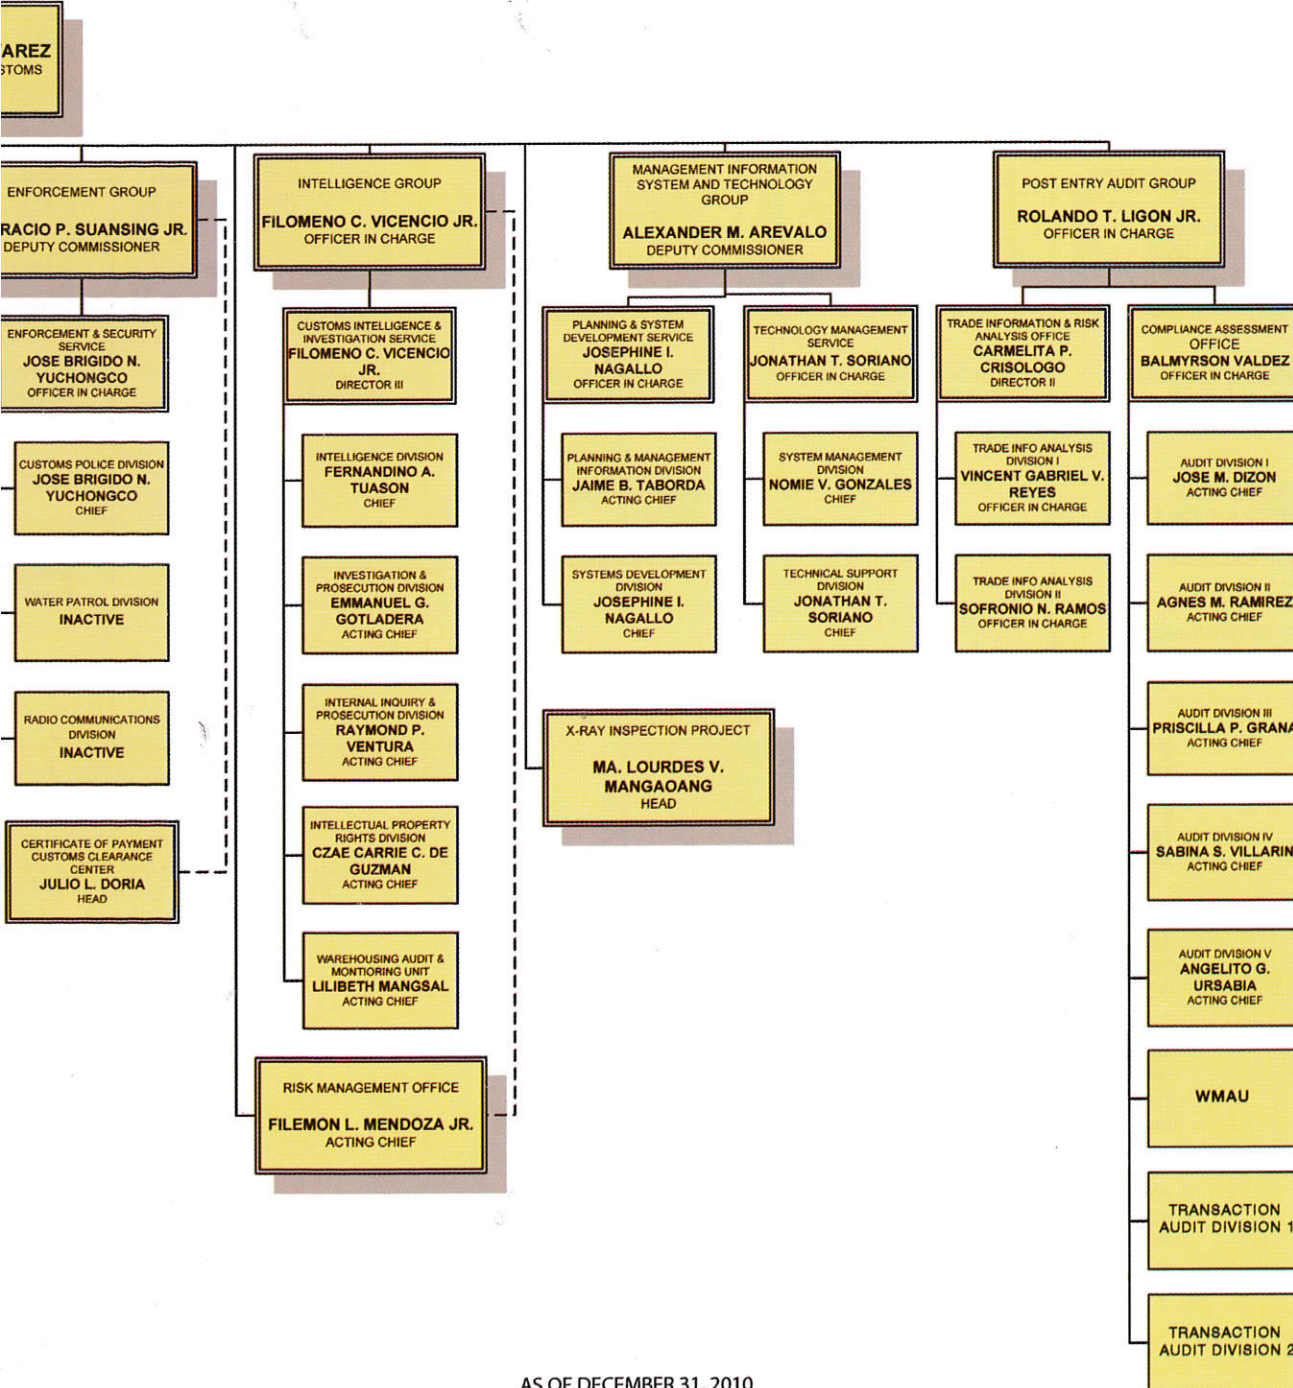 AREZ
STOMS
ENFORCEMENT GROUP
RACIO P. SUANSING JR.
DEPUTY COMMISSIONER
INTELLIGENCE GROUP
FILOMENO C. VICENCIO JR.
OFFICER IN CHARGE
MANAGEMENT INFORMATION
SYSTEM AND TECHNOLOGY
GROUP
ALEXANDER M. AREVALO
DEPUTY COMMISSIONER
POST ENTRY AUDIT GROUP
ROLANDO T. LIGON JR.
OFFICER IN CHARGE
ENFORCEMENT & SECURITY
SERVICE
JOSE BRIGIDO N.
YUCHONGCO
OFFICER IN CHARGE
CUSTOMS POLICE DIVISION
JOSE BRIGIDO N.
YUCHONGCO
CHIEF
WATER PATROL DIVISION
INACTIVE
RADIO COMMUNICATIONS
DIVISION
INACTIVE
CERTIFICATE OF PAYMENT
CUSTOMS CLEARANCE
CENTER
JULIO L. DORIA
HEAD
CUSTOMS INTELLIGENCE &
INVESTIGATION SERVICE
FILOMENO C. VICENCIO
JR.
DIRECTOR III
INTELLIGENCE DIVISION
FERNANDINO A.
TUASON
CHIEF
INVESTIGATION &
PROSECUTION DIVISION
EMMANUEL G.
GOTLADERA
ACTING CHIEF
INTERNAL INQUIRY &
PROSECUTION DIVISION
RAYMOND P.
VENTURA
ACTING CHIEF
INTELLECTUAL PROPERTY
RIGHTS DIVISION
CZAE CARRIE C. DE
GUZMAN
ACTING CHIEF
WAREHOUSING AUDIT &
MONTIORING UNIT
LILIBETH MANGSAL
ACTING CHIEF
RISK MANAGEMENT OFFICE
FILEMON L. MENDOZA JR.
ACTING CHIEF
PLANNING & SYSTEM
DEVELOPMENT SERVICE
JOSEPHINE I.
NAGALLO
OFFICER IN CHARGE
PLANNING & MANAGEMENT
INFORMATION DIVISION
JAIME B. TABORDA
ACTING CHIEF
SYSTEMS DEVELOPMENT
DIVISION
JOSEPHINE I.
NAGALLO
CHIEF
TECHNOLOGY MANAGEMENT
SERVICE
JONATHAN T. SORIANO
OFFICER IN CHARGE
SYSTEM MANAGEMENT
DIVISION
NOMIE V. GONZALES
CHIEF
TECHNICAL SUPPORT
DIVISION
JONATHAN T.
SORIANO
CHIEF
X-RAY INSPECTION PROJECT
MA. LOURDES V.
MANGAOANG
HEAD
TRADE INFORMATION & RISK
ANALYSIS OFFICE
CARMELITA P.
CRISOLOGO
DIRECTOR II
TRADE INFO ANALYSIS
DIVISION I
VINCENT GABRIEL V.
REYES
OFFICER IN CHARGE
TRADE INFO ANALYSIS
DIVISION II
SOFRONIO N. RAMOS
OFFICER IN CHARGE
COMPLIANCE ASSESSMENT
OFFICE
BALMYRSON VALDEZ
OFFICER IN CHARGE
AUDIT DIVISION I
JOSE M. DIZON
ACTING CHIEF
AUDIT DIVISION II
AGNES M. RAMIREZ
ACTING CHIEF
AUDIT DIVISION III
PRISCILLA P. GRANA
ACTING CHIEF
AUDIT DIVISION IV
SABINA S. VILLARIN
ACTING CHIEF
AUDIT DIVISION V
ANGELITO G.
URSABIA
ACTING CHIEF
WMAU
TRANSACTION
AUDIT DIVISION 1
TRANSACTION
AUDIT DIVISION 2
AS OF DECEMBER 31, 2010